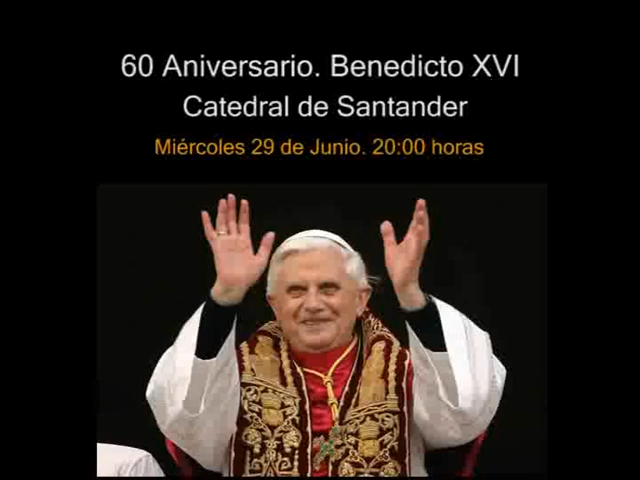 60 Aniversario. Benedicto XVI
Catedral de Santander
Miércoles 29 de Junio. 20:00 horas